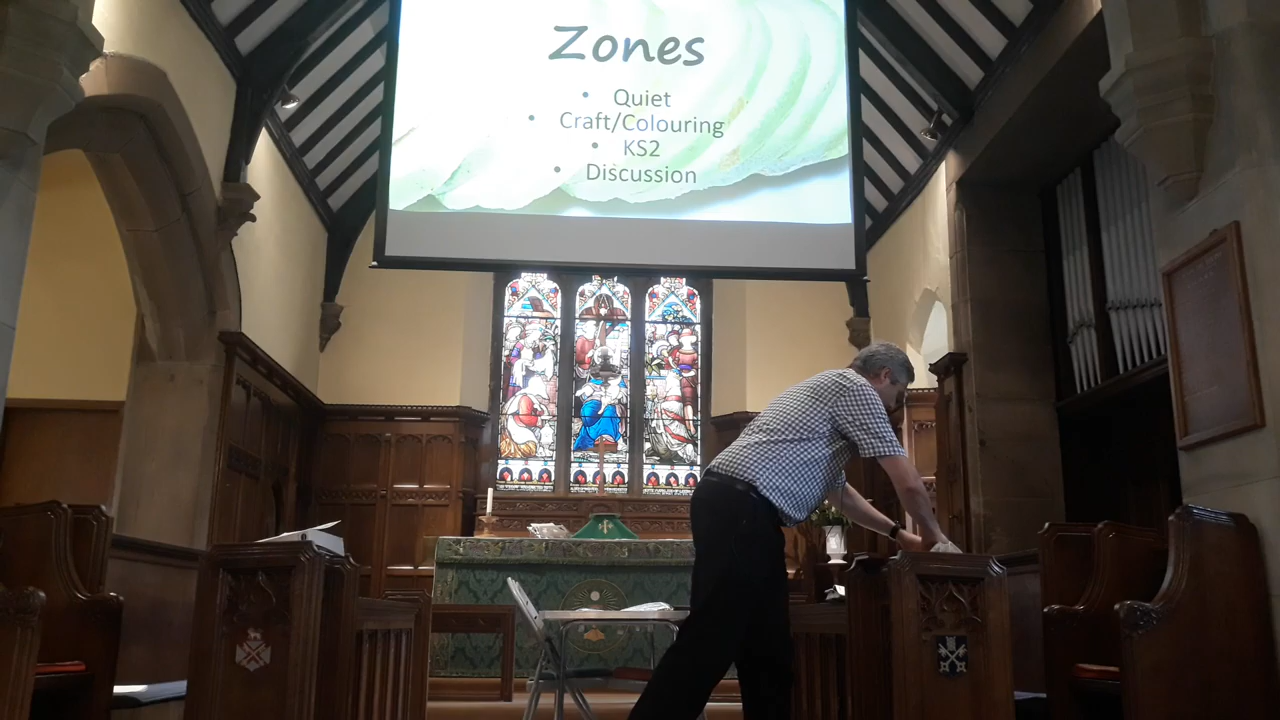 Zones
• Quiet
• Craft/Colouring
• KS2
• Discussion